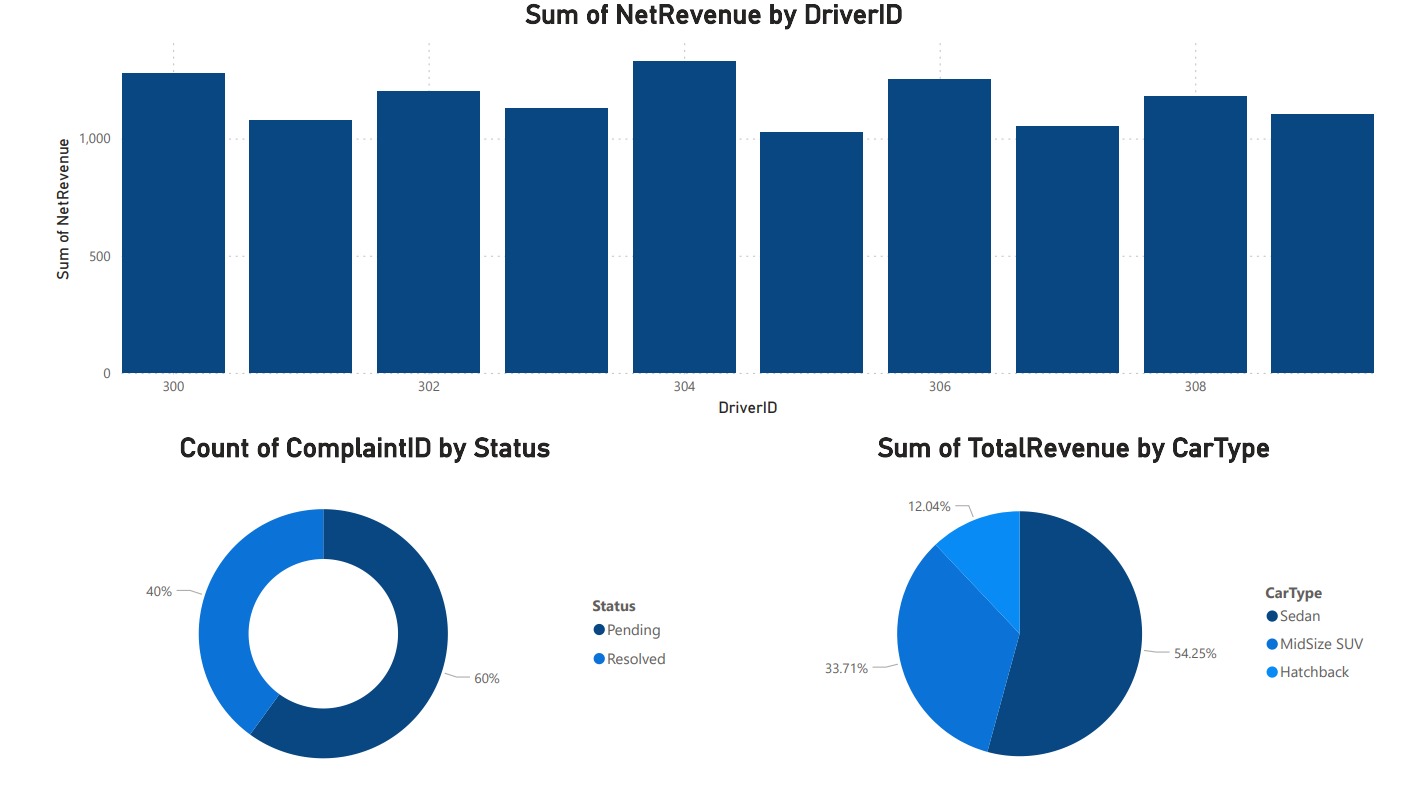 Sum of NetRevenue by DriverID
Sum of NetRevenue
1,000
500
0
300 302 304 306 308
DriverID
Count of ComplaintID by Status
40%
60%
Status
Pending
Resolved
Sum of TotalRevenue by CarType
12.04%
33.71%
54.25%
CarType
Sedan
MidSize SUV
Hatchback